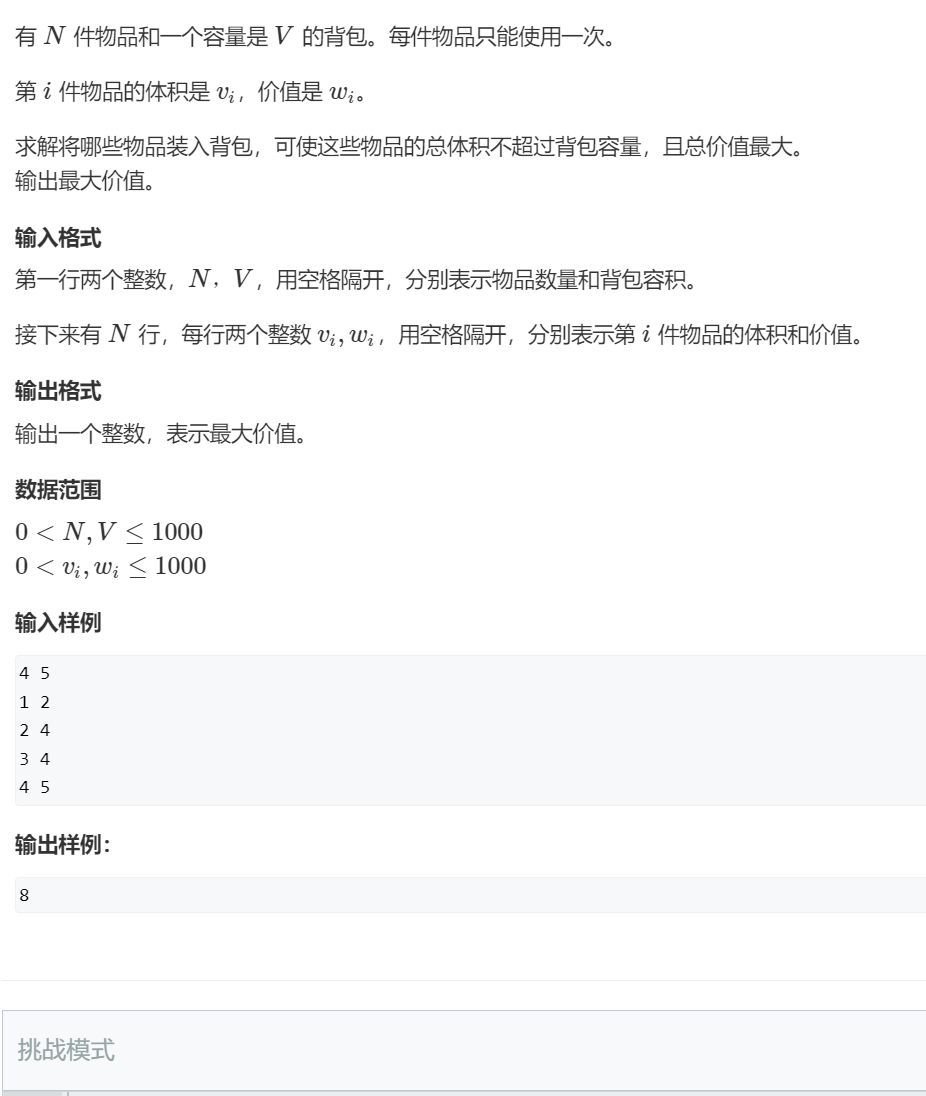 有 N 件物品和一个容量是 V 的背包。每件物品只能使用一次。
第 i 件物品的体积是 vᵢ，价值是 wᵢ。
求解将哪些物品装入背包，可使这些物品的总体积不超过背包容量，且总价值最大。
输出最大价值。
输入格式
第一行两个整数，N，V，用空格隔开，分别表示物品数量和背包容积。
接下来有 N 行，每行两个整数 vᵢ, wᵢ，用空格隔开，分别表示第 i 件物品的体积和价值。
输出格式
输出一个整数，表示最大价值。
数据范围
0 < N, V ≤ 1000
0 < vᵢ, wᵢ ≤ 1000
输入样例
4 5
1 2
2 4
3 4
4 5
输出样例：
8
挑战模式